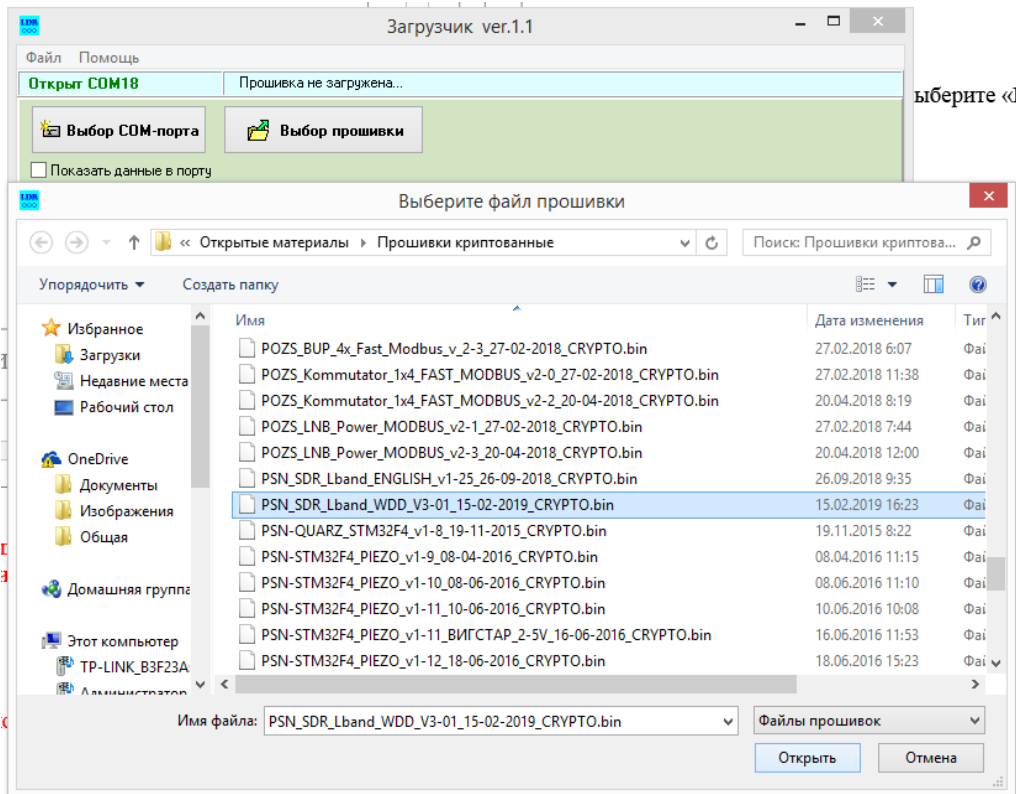 LDR
Загрузчик ver.1.1
Файл Помощь
Открыт COM18 Прошивка не загружена...
Выбор COM-порта Выбор прошивки
Показать данные в порту
LDR
Выберите файл прошивки
« Открытые материалы Прошивки криптованные Поиск: Прошивки криптова...
Упорядочить Создать папку
Имя Дата изменения
Избранное
Загрузки
Недавние места
Рабочий стол
OneDrive
Документы
Изображения
Общая
Домашняя группа
Этот компьютер
TP-LINK_B3F23A
Администратор
POZS_BUP_4x_Fast_Modbus_v_2-3_27-02-2018_CRYPTO.bin 27.02.2018 6:07
POZS_Kommutator_1x4_FAST_MODBUS_v2-0_27-02-2018_CRYPTO.bin 27.02.2018 11:38
POZS_Kommutator_1x4_FAST_MODBUS_v2-2_20-04-2018_CRYPTO.bin 20.04.2018 8:19
POZS_LNB_Power_MODBUS_v2-1_27-02-2018_CRYPTO.bin 27.02.2018 7:44
POZS_LNB_Power_MODBUS_v2-3_20-04-2018_CRYPTO.bin 20.04.2018 12:00
PSN_SDR_Lband_ENGLISH_v1-25_26-09-2018_CRYPTO.bin 26.09.2018 9:35
PSN_SDR_Lband_WDD_V3-01_15-02-2019_CRYPTO.bin 15.02.2019 16:23
PSN-QUARZ_STM32F4_v1-8_19-11-2015_CRYPTO.bin 19.11.2015 8:22
PSN-STM32F4_PIEZO_v1-9_08-04-2016_CRYPTO.bin 08.04.2016 11:15
PSN-STM32F4_PIEZO_v1-10_08-06-2016_CRYPTO.bin 08.06.2016 11:10
PSN-STM32F4_PIEZO_v1-11_10-06-2016_CRYPTO.bin 10.06.2016 10:08
PSN-STM32F4_PIEZO_v1-11_ВИГСТАР_2-5V_16-06-2016_CRYPTO.bin 16.06.2016 11:53
PSN-STM32F4_PIEZO_v1-12_18-06-2016_CRYPTO.bin 18.06.2016 15:23
Имя файла: PSN_SDR_Lband_WDD_V3-01_15-02-2019_CRYPTO.bin Файлы прошивок
Открыть Отмена